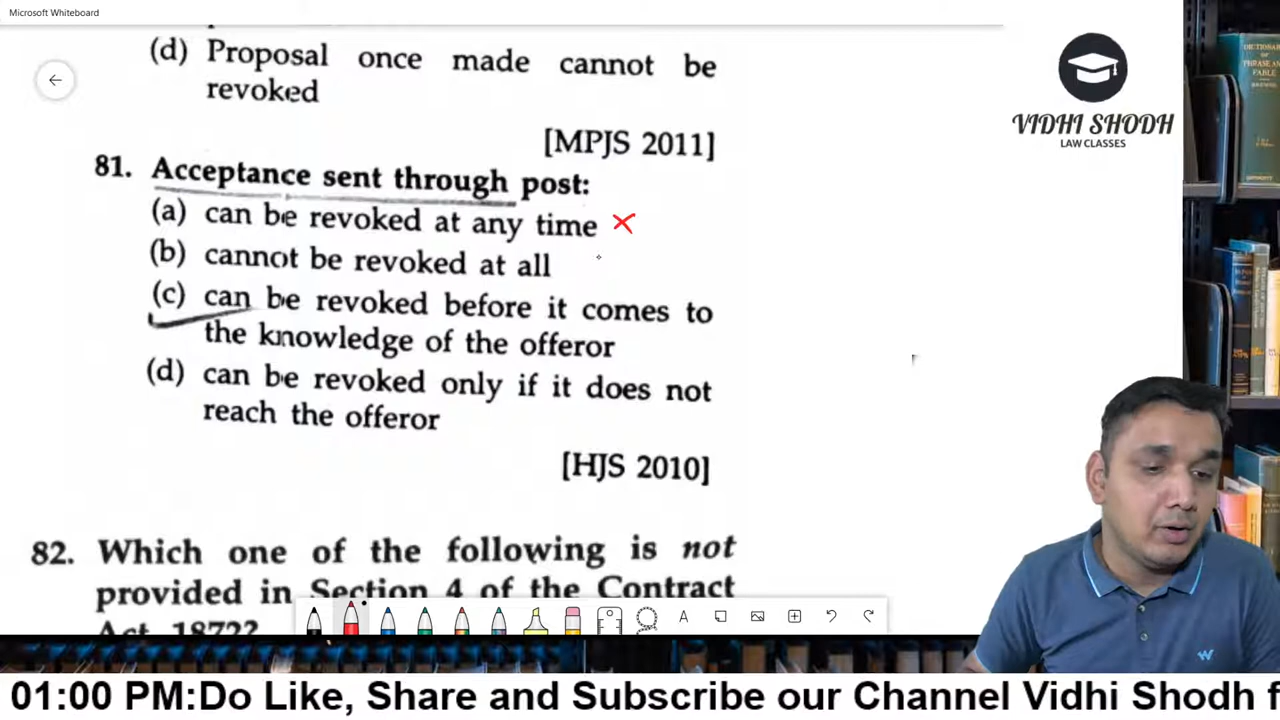 Microsoft Whiteboard
(d) Proposal once made cannot be
revoked
[MPJS 2011]
VIDHI SHODH
LAW CLASSES
81. Acceptance sent through post:
(a) can be revoked at any time
(b) cannot be revoked at all
(c) can be revoked before it comes to
the knowledge of the offeror
(d) can be revoked only if it does not
reach the offeror
[HJS 2010]
82. Which one of the following is not
provided in Section 4 of the Contract
Act, 1872?
01:00 PM:Do Like, Share and Subscribe our Channel Vidhi Shodh f